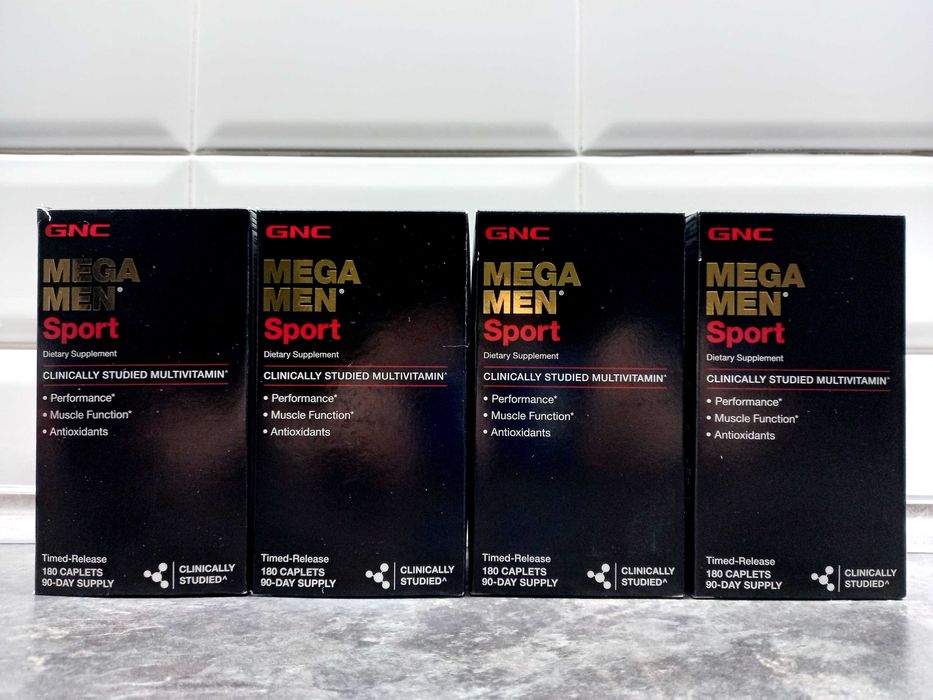 GNC
MEGA
MEN®
Sport
Dietary Supplement
CLINICALLY STUDIED MULTIVITAMIN^
• Performance*
• Muscle Function*
• Antioxidants
Timed-Release
180 CAPLETS
90-DAY SUPPLY
CLINICALLY
STUDIED^
GNC
MEGA
MEN®
Sport
Dietary Supplement
CLINICALLY STUDIED MULTIVITAMIN^
• Performance*
• Muscle Function*
• Antioxidants
Timed-Release
180 CAPLETS
90-DAY SUPPLY
CLINICALLY
STUDIED^
GNC
MEGA
MEN®
Sport
Dietary Supplement
CLINICALLY STUDIED MULTIVITAMIN^
• Performance*
• Muscle Function*
• Antioxidants
Timed-Release
180 CAPLETS
90-DAY SUPPLY
CLINICALLY
STUDIED^
GNC
MEGA
MEN®
Sport
Dietary Supplement
CLINICALLY STUDIED MULTIVITAMIN^
• Performance*
• Muscle Function*
• Antioxidants
Timed-Release
180 CAPLETS
90-DAY SUPPLY
CLINICALLY
STUDIED^